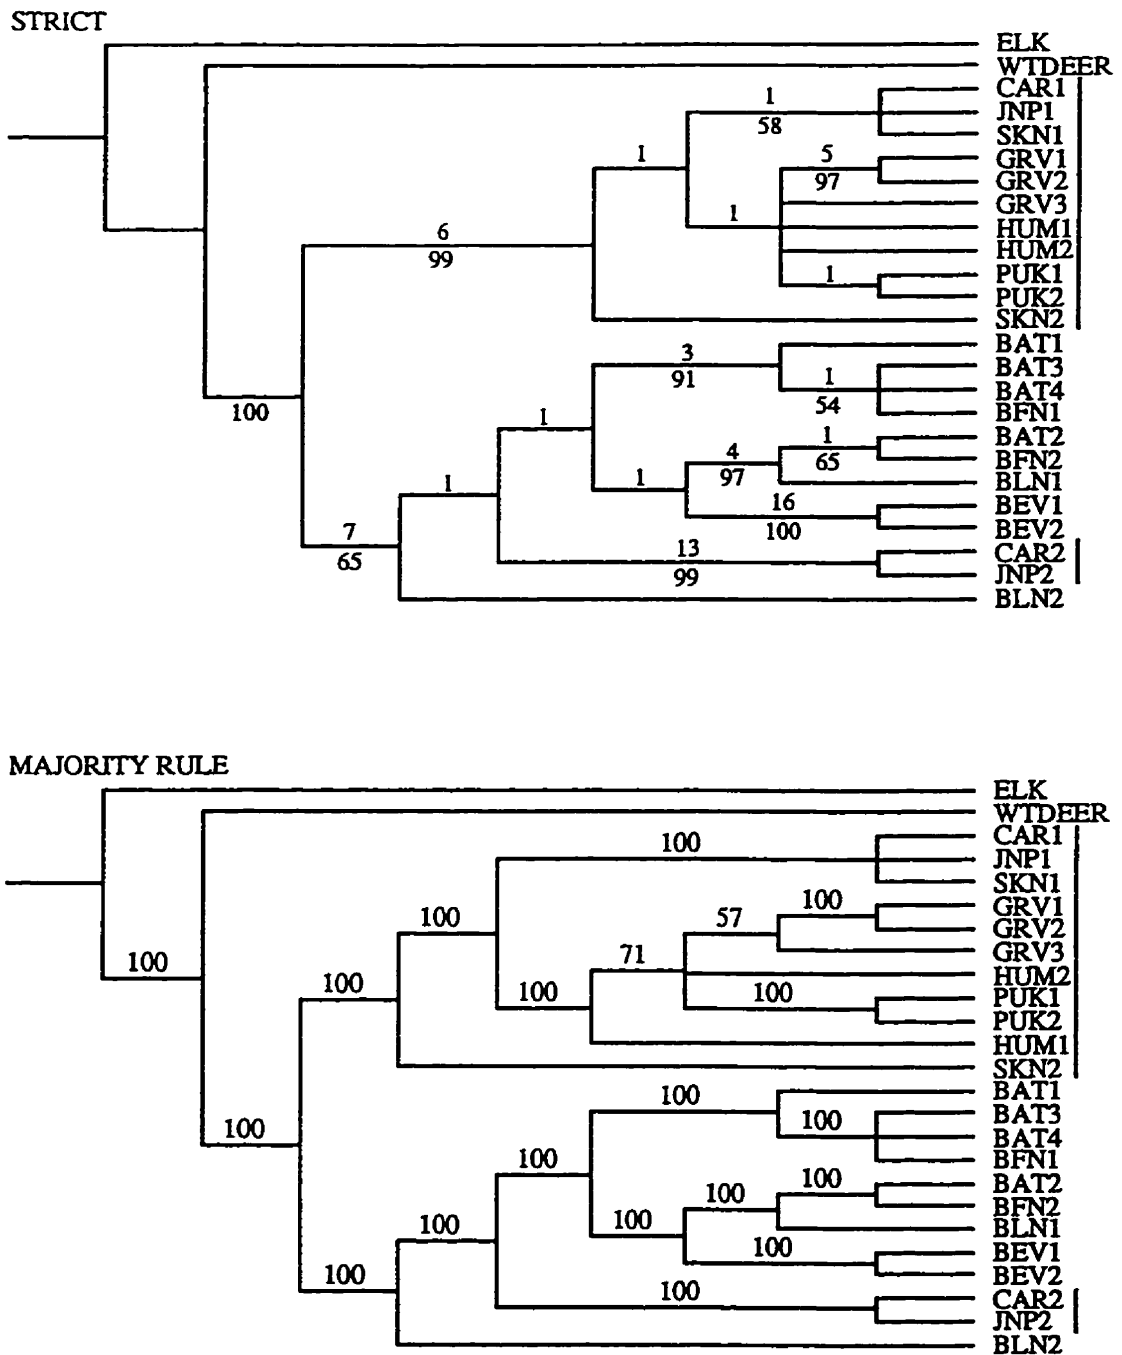 STRICT
ELK
WTDEER
CAR1
1
JNP1
58
SKN1
GRV1
5
1
97
GRV2
GRV3
1
HUM1
6
HUM2
99
1
PUK1
PUK2
SKN2
BAT1
3
BAT3
91
1
BAT4
54
BFN1
100
1
BAT2
1
4
65
BFN2
97
1
1
BLN1
16
BEV1
100
BEV2
7
13
CAR2
65
99
JNP2
BLN2
MAJORITY RULE
ELK
WTDEER
CAR1
100
JNP1
SKN1
100
GRV1
100
57
GRV2
GRV3
71
100
HUM2
100
100
100
PUK1
PUK2
HUM1
SKN2
100
BAT1
100
BAT3
100
BAT4
100
BFN1
100
BAT2
100
BFN2
100
100
BLN1
100
BEV1
100
BEV2
100
CAR2
JNP2
BLN2